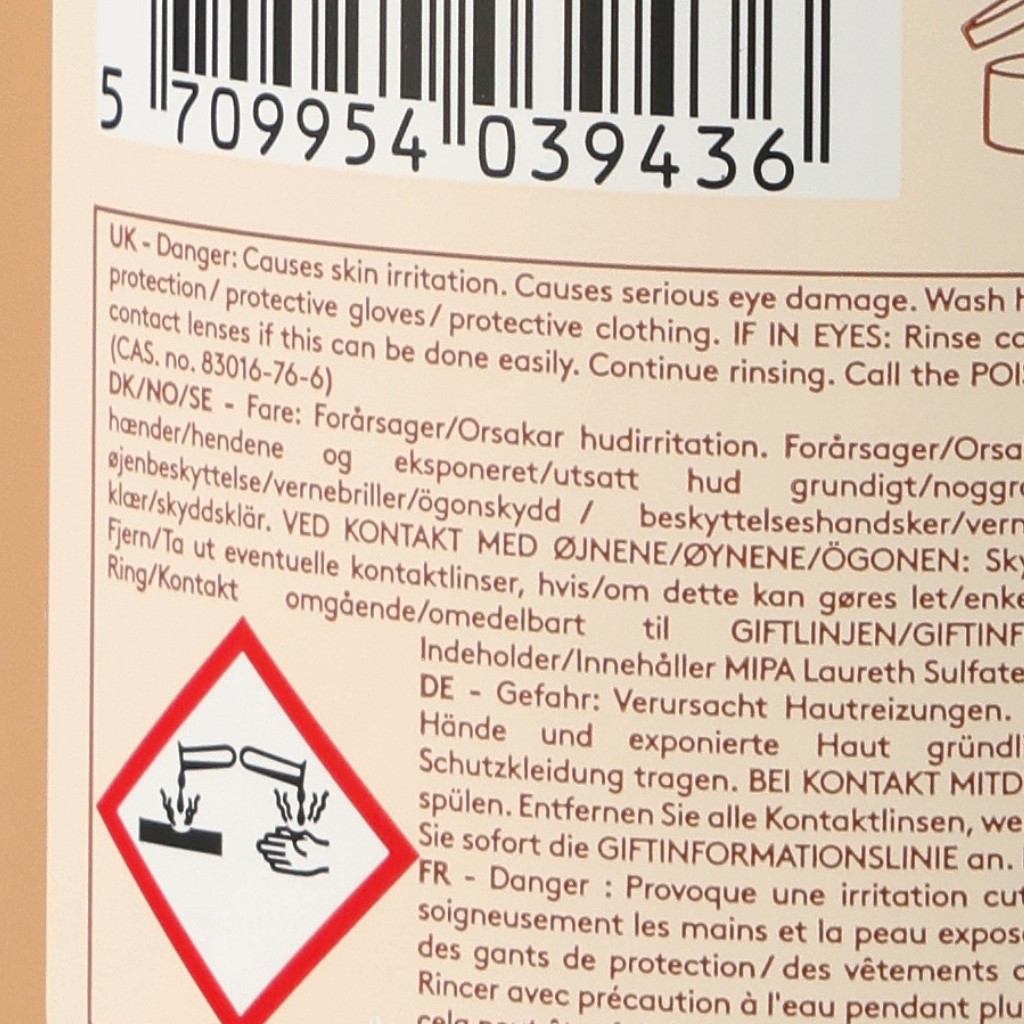 5 709954 039436
UK - Danger: Causes skin irritation. Causes serious eye damage. Wash
protection / protective gloves / protective clothing. IF IN EYES: Rinse
contact lenses if this can be done easily. Continue rinsing. Call the
(CAS. no. 83016-76-6)
DK/NO/SE - Fare: Forårsager/Orsakar hudirritation. Forårsager/
hænder/hendene og eksponeret/utsatt hud grundigt/
øjenbeskyttelse/vernebriller/ögonskydd / beskyttelseshandsker/
klær/skyddsklär. VED KONTAKT MED ØJNENE/ØYNENE/ÖGONEN:
Fjern/Ta ut eventuelle kontaktlinser, hvis/om dette kan gøres let/
Ring/Kontakt omgående/omedelbart til GIFTLINJEN/
Indeholder/Innehåller MIPA Laureth Sulfate
DE - Gefahr: Verursacht Hautreizungen.
Hände und exponierte Haut
Schutzkleidung tragen. BEI KONTAKT MITD
spülen. Entfernen Sie alle Kontaktlinsen,
Sie sofort die GIFTINFORMATIONSLINIE an.
FR - Danger : Provoque une irritation
soigneusement les mains et la peau
des gants de protection / des vêtements
Rincer avec précaution à l'eau pendant
cela